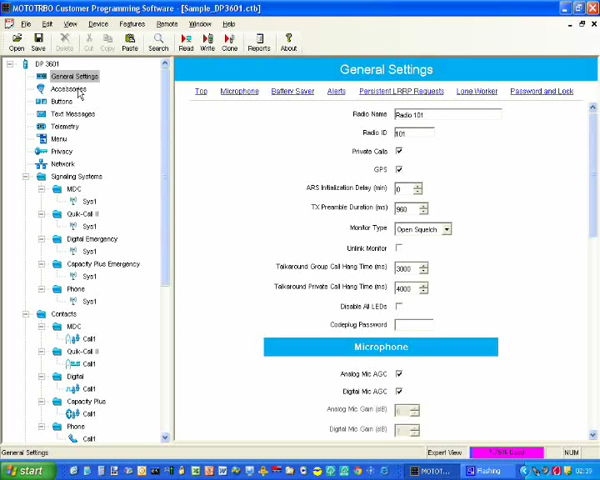 MOTOTRBO Customer Programming Software - [Sample_DP3601.ctb]
File Edit View Device Features Remote Window Help
Open Save Delete Cut Copy Paste Search Read Write Clone Reports About
DP 3601
General Settings
Accessories
Buttons
Text Messages
Telemetry
Menu
Privacy
Network
Signaling Systems
MDC
Sys1
Quik-Call II
Sys1
Digital Emergency
Sys1
Capacity Plus Emergency
Sys1
Phone
Sys1
Contacts
MDC
Call1
Quik-Call II
Call1
Digital
Call1
Capacity Plus
Call1
Phone
Call1
General Settings
Top Microphone Battery Saver Alerts Persistent LRRP Requests Lone Worker Password and Lock
Radio Name Radio 101
Radio ID 101
Private Calls
GPS
ARS Initialization Delay (min) 0
TX Preamble Duration (ms) 960
Monitor Type Open Squelch
Unlink Monitor
Talkaround Group Call Hang Time (ms) 3000
Talkaround Private Call Hang Time (ms) 4000
Disable All LEDs
Codeplug Password
Microphone
Analog Mic AGC
Digital Mic AGC
Analog Mic Gain (dB)
Digital Mic Gain (dB)
General Settings Expert View NUM
start MOTOT... Flashing 02:39